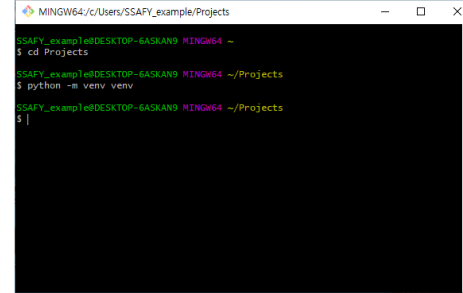 MINGW64:/c/Users/SSAFY_example/Projects
SSAFY_example@DESKTOP-6ASKAN9 MINGW64 ~
$ cd Projects
SSAFY_example@DESKTOP-6ASKAN9 MINGW64 ~/Projects
$ python -m venv venv
SSAFY_example@DESKTOP-6ASKAN9 MINGW64 ~/Projects
$